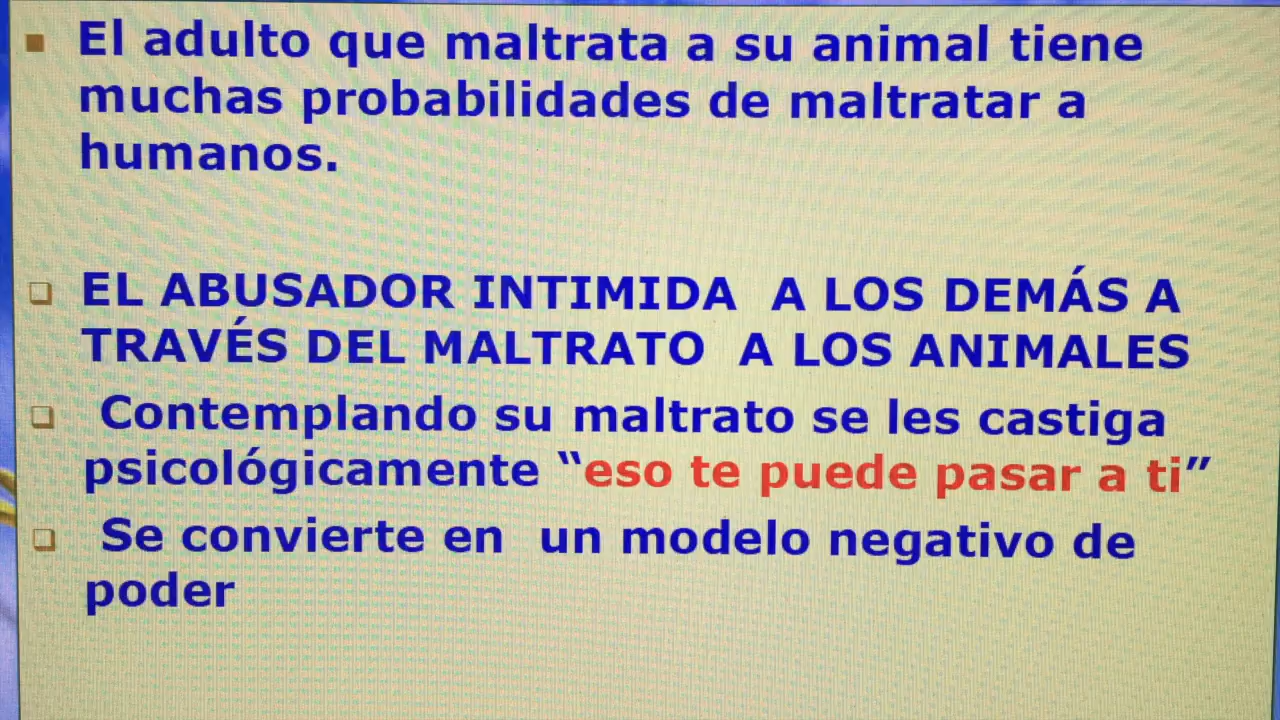 El adulto que maltrata a su animal tiene
muchas probabilidades de maltratar a
humanos.
EL ABUSADOR INTIMIDA A LOS DEMÁS A
TRAVÉS DEL MALTRATO A LOS ANIMALES
Contemplando su maltrato se les castiga
psicológicamente “eso te puede pasar a ti”
Se convierte en un modelo negativo de
poder